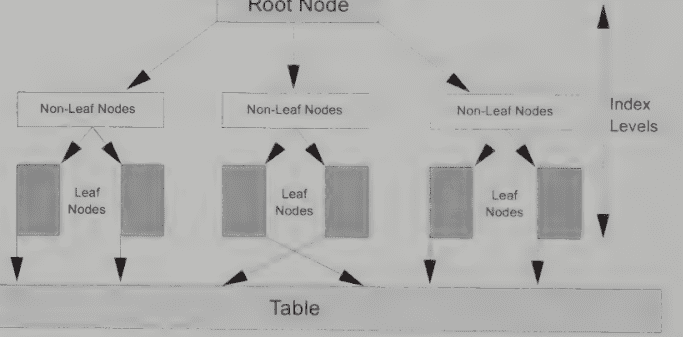 Root Node
Non-Leaf Nodes
Non-Leaf Nodes
Non-Leaf Nodes
Index
Levels
Leaf
Nodes
Leaf
Nodes
Leaf
Nodes
Table